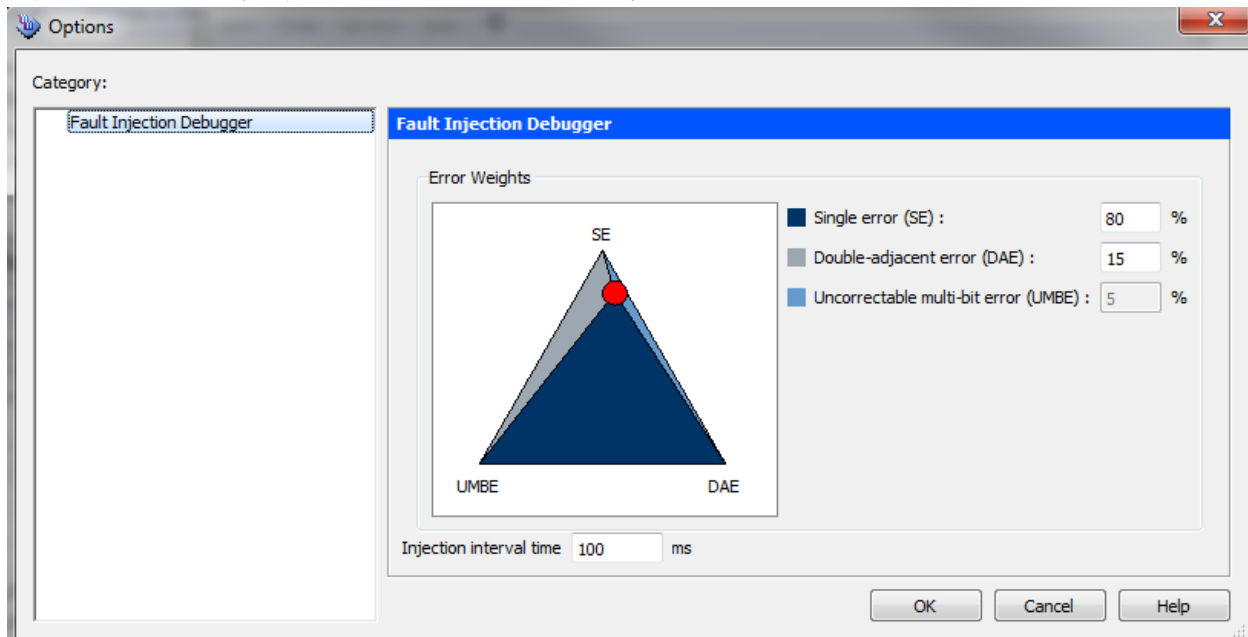 Options
Category:
Fault Injection Debugger
Fault Injection Debugger
Error Weights
SE
UMBE
DAE
Single error (SE) : 80 %
Double-adjacent error (DAE) : 15 %
Uncorrectable multi-bit error (UMBE) : 5 %
Injection interval time 100 ms
OK Cancel Help